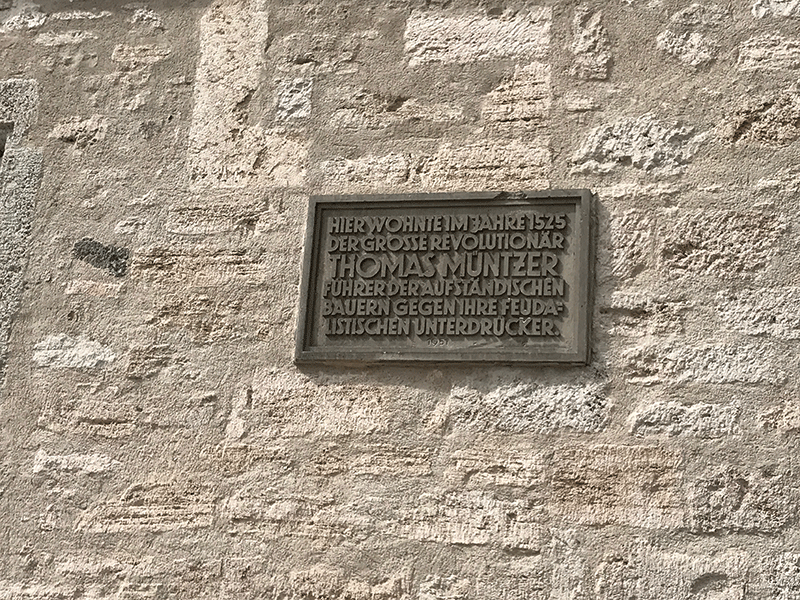 HIER WOHNTE IM JAHRE 1525
DER GROSSE REVOLUTIONÄR
THOMAS MÜNTZER
FÜHRER DER AUFSTÄNDISCHEN
BAUERN GEGEN IHRE FEUDA-
LISTISCHEN UNTERDRÜCKER
1957